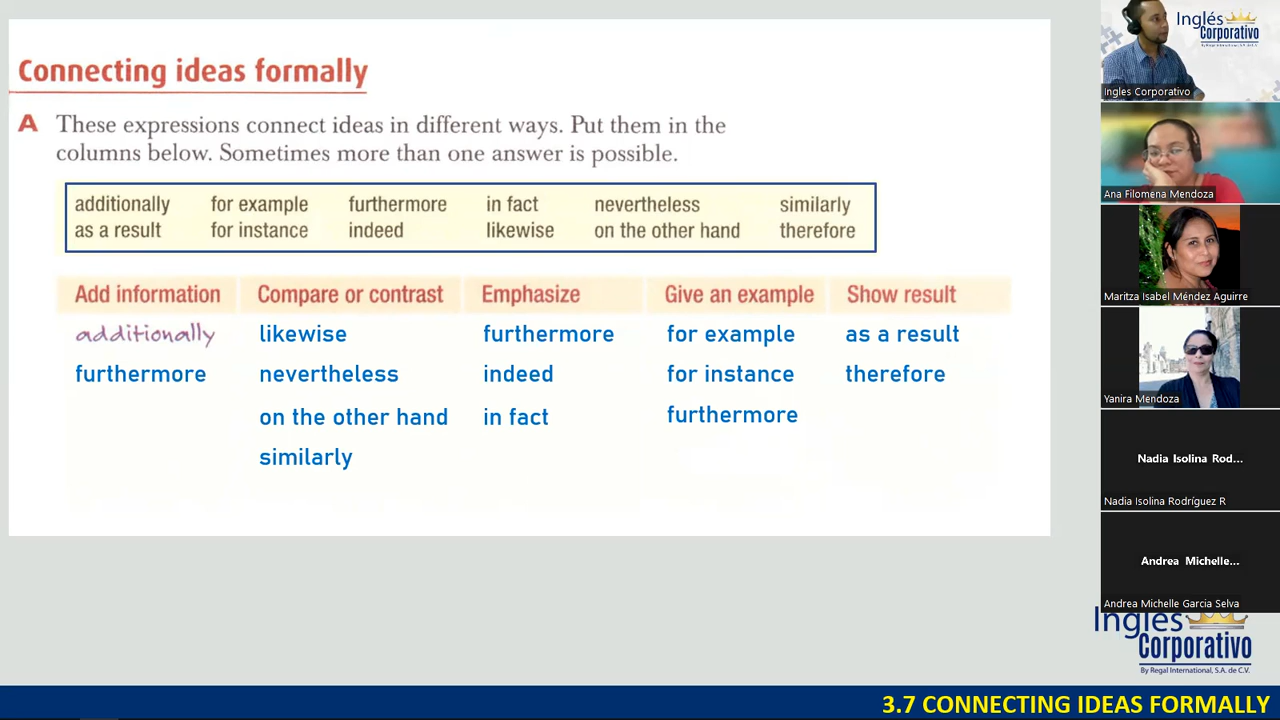 Connecting ideas formally
A These expressions connect ideas in different ways. Put them in the
columns below. Sometimes more than one answer is possible.
additionally for example furthermore in fact nevertheless similarly
as a result for instance indeed likewise on the other hand therefore
Add information Compare or contrast Emphasize Give an example Show result
additionally likewise furthermore for example as a result
furthermore nevertheless indeed for instance therefore
on the other hand in fact furthermore
similarly
Inglés
Corporativo
By Regal International, S.A. de C.V.
Ingles Corporativo
Ana Filomena Mendoza
Maritza Isabel Méndez Aguirre
Yanira Mendoza
Nadia Isolina Rod...
Nadia Isolina Rodríguez R
Andrea Michelle...
Andrea Michelle Garcia Selva
Inglés
Corporativo
By Regal International, S.A. de C.V.
3.7 CONNECTING IDEAS FORMALLY